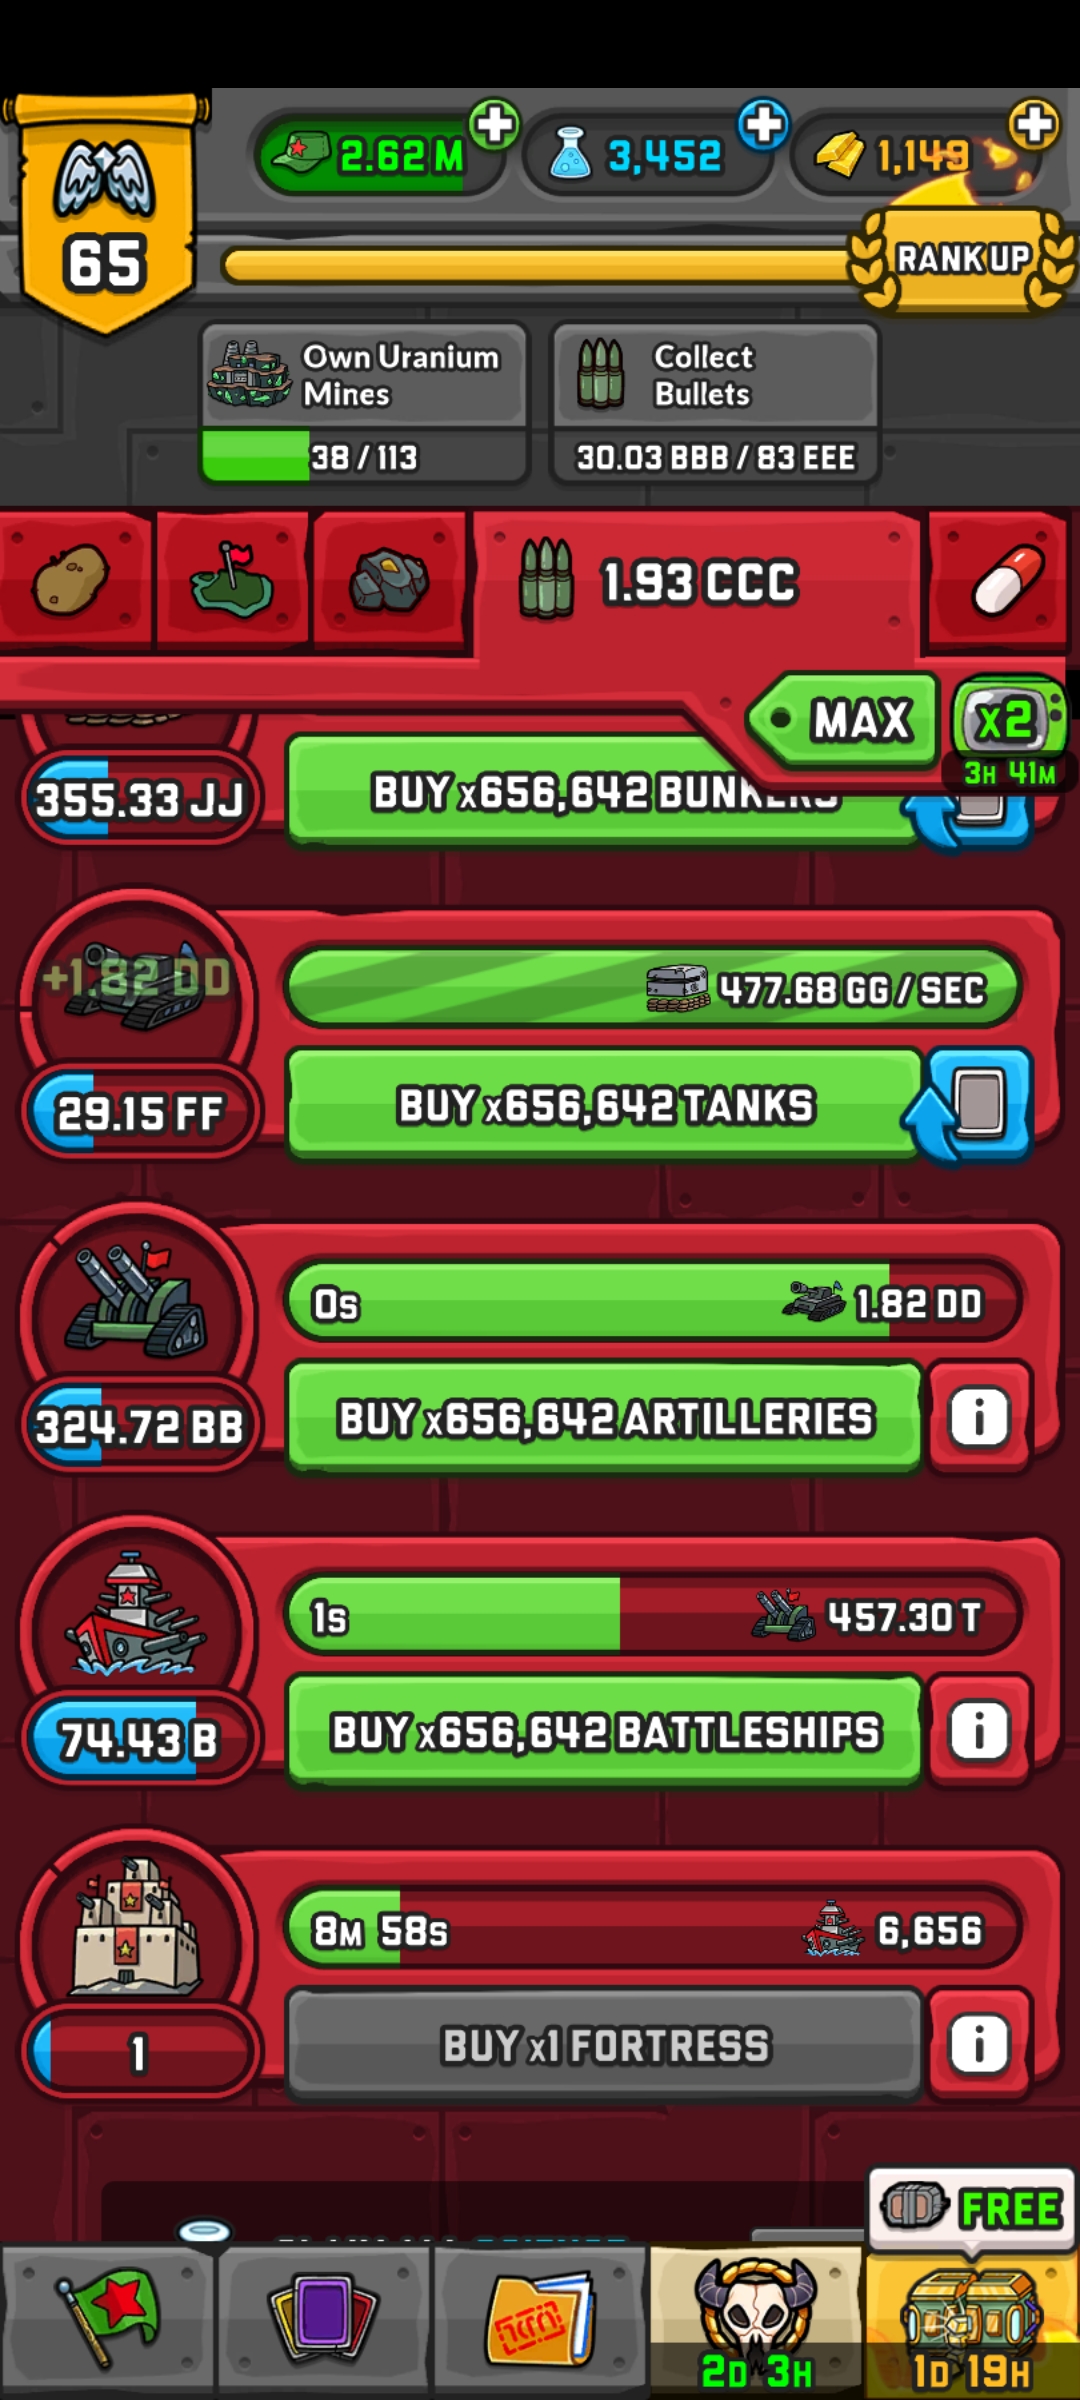 2.62 M
3,452
1,149
65
RANK UP
Own Uranium
Mines
38 / 113
Collect
Bullets
30.03 BBB / 83 EEE
1.93 CCC
MAX
x2
3H 41M
355.33 JJ
BUY x656,642 BUNKERS
+1.82 DD
477.68 GG / SEC
29.15 FF
BUY x656,642 TANKS
0s
1.82 DD
324.72 BB
BUY x656,642 ARTILLERIES
1s
457.30 T
74.43 B
BUY x656,642 BATTLESHIPS
8M 58s
6,656
1
BUY x1 FORTRESS
FREE
2D 3H
1D 19H